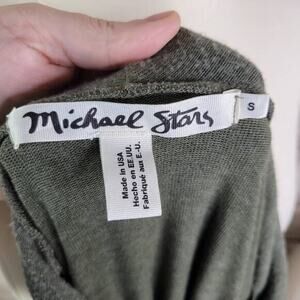 Michael Stars
S
Made in USA
Hecho en EE.UU.
Fabriqué aux E.-U.